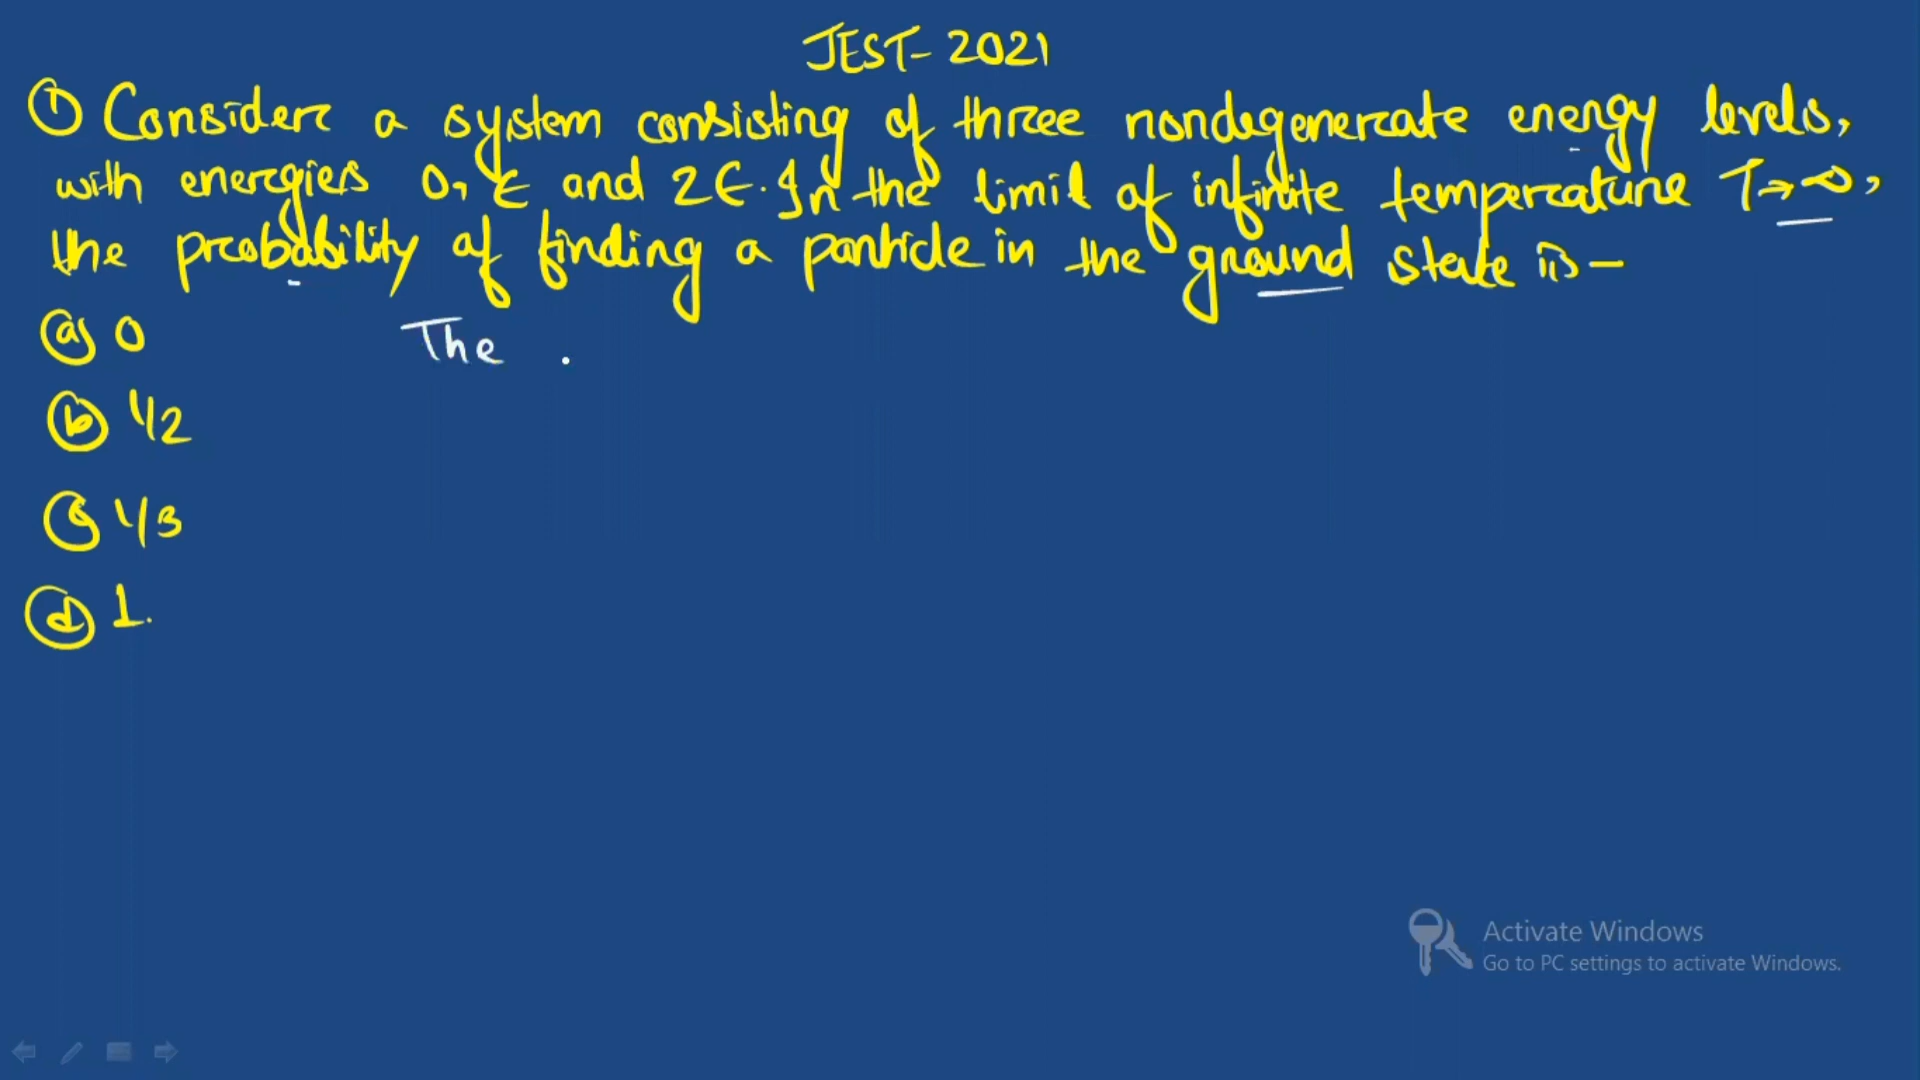 JEST-2021
① Consider a system consisting of three nondegenerate energy levels,
with energies 0, ϵ and 2ϵ. In the limit of infinite temperature T→∞,
the probability of finding a particle in the ground state is -
ⓐ 0
The .
ⓑ 1/2
ⓒ 1/3
ⓓ 1.
Activate Windows
Go to PC settings to activate Windows.